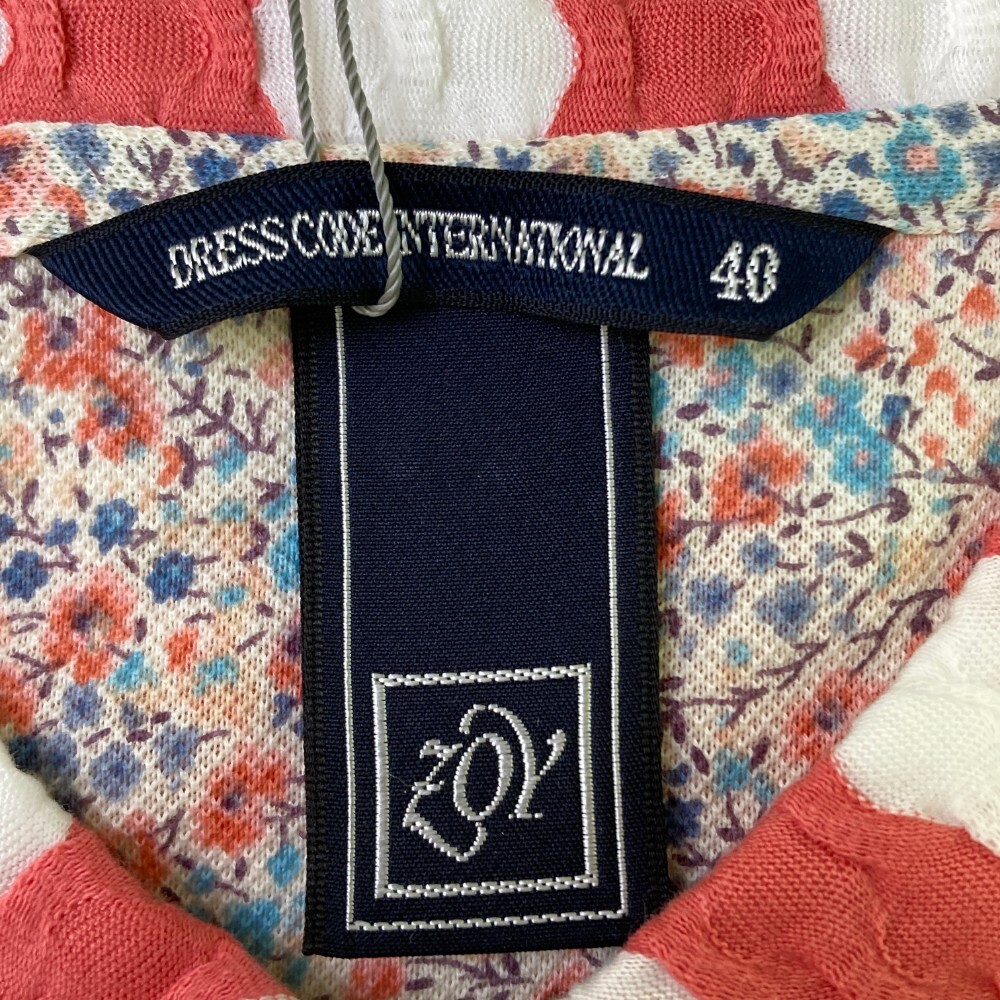 DRESS CODE INTERNATIONAL 40
ZOY